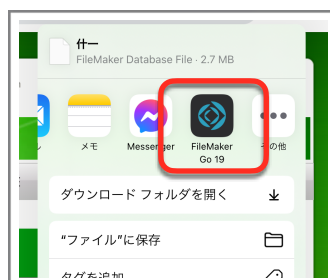 什一
FileMaker Database File · 2.7 MB
ル
メモ
Messenger
FileMaker
Go 19
その他
ダウンロード フォルダを開く
"ファイル"に保存
タグを追加